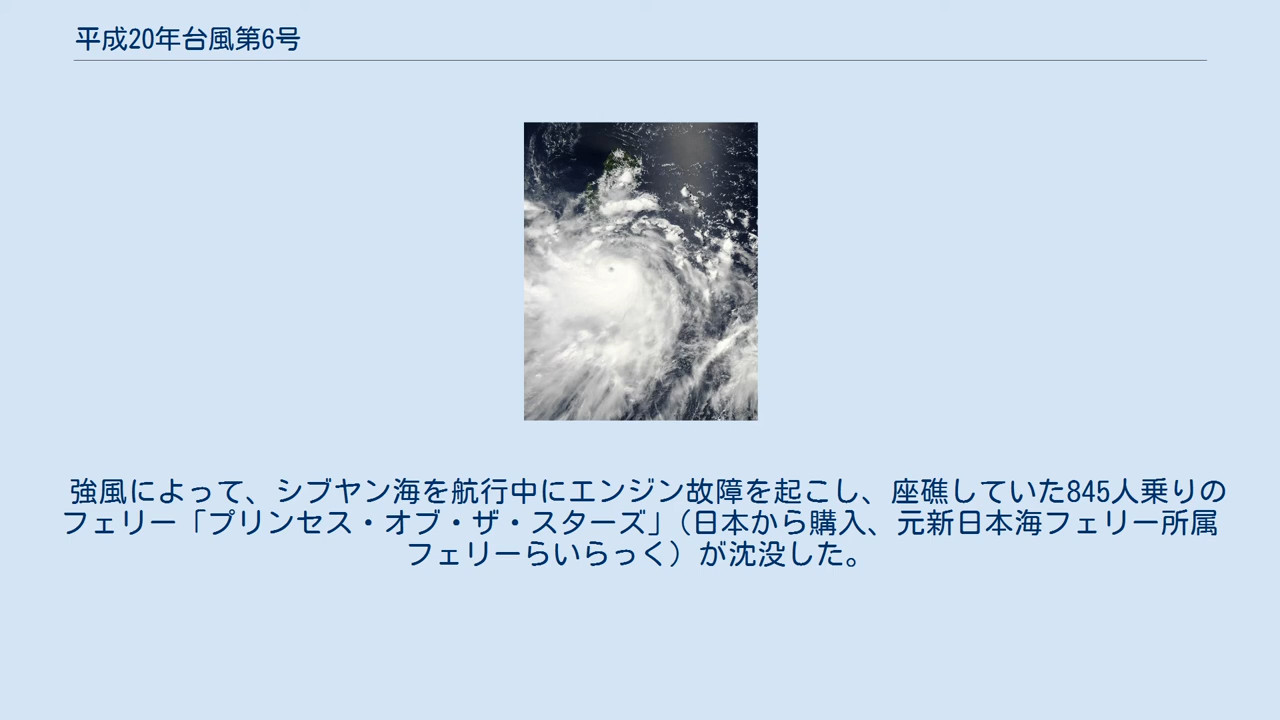 平成20年台風第6号
強風によって、シブヤン海を航行中にエンジン故障を起こし、座礁していた845人乗りの
フェリー「プリンセス・オブ・ザ・スターズ」（日本から購入、元新日本海フェリー所属
フェリーらいらっく）が沈没した。